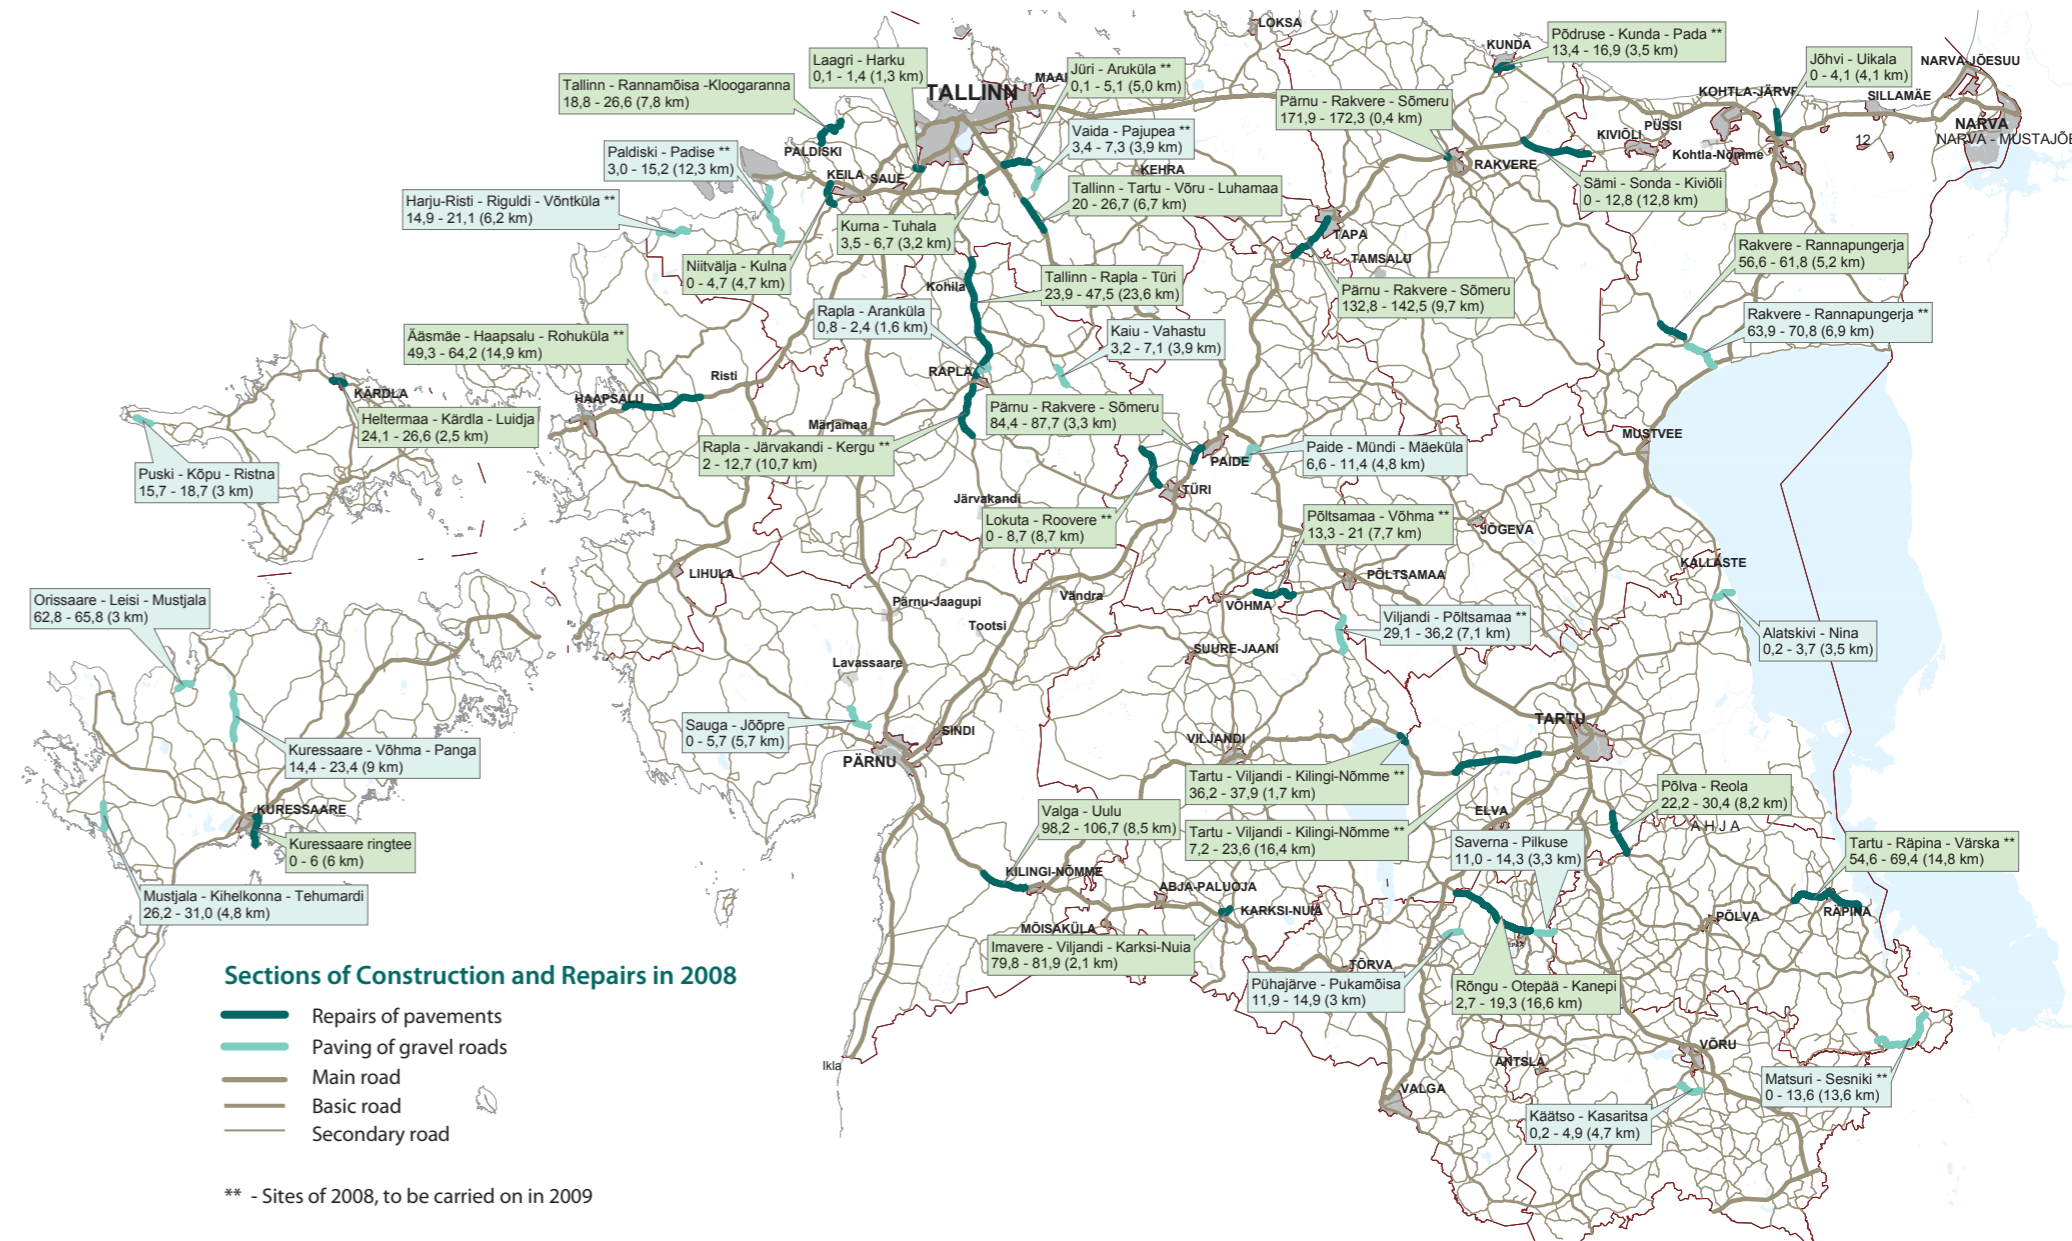 LOKSA
KUNDA
Põdruse - Kunda - Pada **
13,4 - 16,9 (3,5 km)
Laagri - Harku
0,1 - 1,4 (1,3 km)
Jüri - Aruküla **
0,1 - 5,1 (5,0 km)
Jõhvi - Uikala
0 - 4,1 (4,1 km)
NARVA-JÕESUU
Tallinn - Rannamõisa -Kloogaranna
18,8 - 26,6 (7,8 km)
TALLINN
Pärnu - Rakvere - Sõmeru
171,9 - 172,3 (0,4 km)
KOHTLA-JÄRVE
SILLAMÄE
NARVA
NARVA - MUSTAJÕE
Vaida - Pajupea **
3,4 - 7,3 (3,9 km)
KIVIÕLI
PÜSSI
12
Kohtla-Nõmme
PALDISKI
Paldiski - Padise **
3,0 - 15,2 (12,3 km)
KEILA
SAUE
KEHRA
RAKVERE
Sämi - Sonda - Kiviõli
0 - 12,8 (12,8 km)
Tallinn - Tartu - Võru - Luhamaa
20 - 26,7 (6,7 km)
Harju-Risti - Riguldi - Võntküla **
14,9 - 21,1 (6,2 km)
Kurna - Tuhala
3,5 - 6,7 (3,2 km)
TAPA
TAMSALU
Rakvere - Rannapungerja
56,6 - 61,8 (5,2 km)
Niitvälja - Kulna
0 - 4,7 (4,7 km)
Kohila
Tallinn - Rapla - Türi
23,9 - 47,5 (23,6 km)
Pärnu - Rakvere - Sõmeru
132,8 - 142,5 (9,7 km)
Rapla - Aranküla
0,8 - 2,4 (1,6 km)
Rakvere - Rannapungerja **
63,9 - 70,8 (6,9 km)
Ääsmäe - Haapsalu - Rohuküla **
49,3 - 64,2 (14,9 km)
Kaiu - Vahastu
3,2 - 7,1 (3,9 km)
Risti
RAPLA
KÄRDLA
HAAPSALU
Heltermaa - Kärdla - Luidja
24,1 - 26,6 (2,5 km)
Märjamaa
Pärnu - Rakvere - Sõmeru
84,4 - 87,7 (3,3 km)
MUSTVEE
Rapla - Järvakandi - Kergu **
2 - 12,7 (10,7 km)
PAIDE
Paide - Mündi - Mäeküla
6,6 - 11,4 (4,8 km)
Puski - Kõpu - Ristna
15,7 - 18,7 (3 km)
TÜRI
Järvakandi
Lokuta - Roovere **
0 - 8,7 (8,7 km)
Põltsamaa - Võhma **
13,3 - 21 (7,7 km)
JÕGEVA
KALLASTE
LIHULA
PÕLTSAMAA
Orissaare - Leisi - Mustjala
62,8 - 65,8 (3 km)
Pärnu-Jaagupi
Vändra
VÕHMA
Tootsi
Viljandi - Põltsamaa **
29,1 - 36,2 (7,1 km)
Alatskivi - Nina
0,2 - 3,7 (3,5 km)
SUURE-JAANI
Lavassaare
Sauga - Jõõpre
0 - 5,7 (5,7 km)
SINDI
TARTU
VILJANDI
Kuressaare - Võhma - Panga
14,4 - 23,4 (9 km)
PÄRNU
Tartu - Viljandi - Kilingi-Nõmme **
36,2 - 37,9 (1,7 km)
Põlva - Reola
22,2 - 30,4 (8,2 km)
KURESSAARE
Valga - Uulu
98,2 - 106,7 (8,5 km)
ELVA
AHJA
Kuressaare ringtee
0 - 6 (6 km)
Tartu - Viljandi - Kilingi-Nõmme **
7,2 - 23,6 (16,4 km)
Saverna - Pilkuse
11,0 - 14,3 (3,3 km)
Tartu - Räpina - Värska **
54,6 - 69,4 (14,8 km)
KILINGI-NÕMME
ABJA-PALUOJA
Mustjala - Kihelkonna - Tehumardi
26,2 - 31,0 (4,8 km)
KARKSI-NUIA
PÕLVA
RÄPINA
MÕISAKÜLA
Imavere - Viljandi - Karksi-Nuia
79,8 - 81,9 (2,1 km)
TÕRVA
Pühajärve - Pukamõisa
11,9 - 14,9 (3 km)
Rõngu - Otepää - Kanepi
2,7 - 19,3 (16,6 km)
Sections of Construction and Repairs in 2008
Repairs of pavements
Paving of gravel roads
Main road
Basic road
Secondary road
Ikla
VÕRU
ANTSLA
VALGA
Matsuri - Sesniki **
0 - 13,6 (13,6 km)
Käätso - Kasaritsa
0,2 - 4,9 (4,7 km)
** - Sites of 2008, to be carried on in 2009